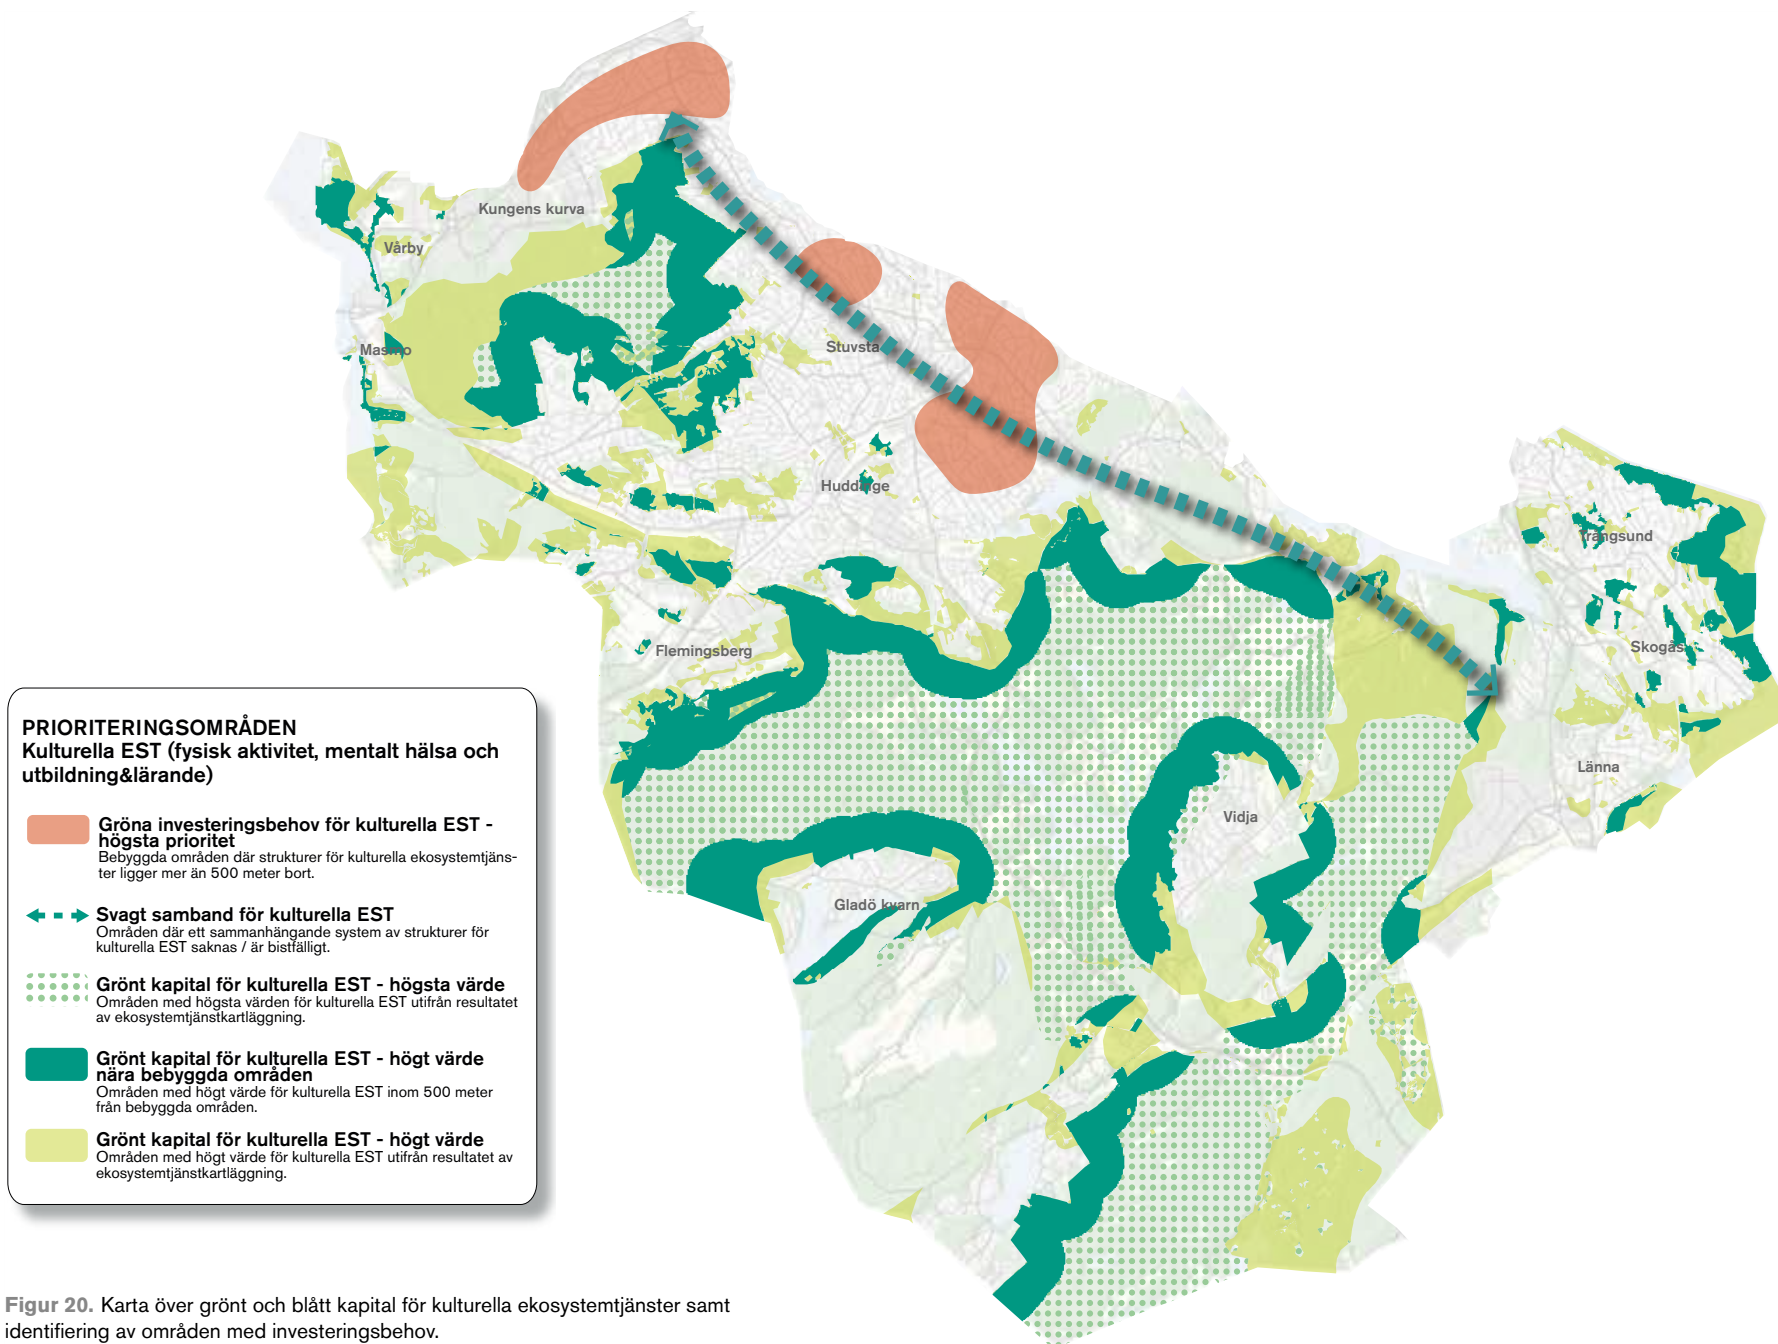 Kungens kurva
Vårby
Masmo
Stuvsta
Huddinge
Trångsund
Skogås
Flemingsberg
Länna
Vidja
Gladö kvarn
PRIORITERINGSOMRÅDEN
Kulturella EST (fysisk aktivitet, mentalt hälsa och
utbildning&lärande)
Gröna investeringsbehov för kulturella EST -
högsta prioritet
Bebyggda områden där strukturer för kulturella ekosystemtjäns-
ter ligger mer än 500 meter bort.
Svagt samband för kulturella EST
Områden där ett sammanhängande system av strukturer för
kulturella EST saknas / är bistfälligt.
Grönt kapital för kulturella EST - högsta värde
Områden med högsta värden för kulturella EST utifrån resultatet
av ekosystemtjänstkartläggning.
Grönt kapital för kulturella EST - högt värde
nära bebyggda områden
Områden med högt värde för kulturella EST inom 500 meter
från bebyggda områden.
Grönt kapital för kulturella EST - högt värde
Områden med högt värde för kulturella EST utifrån resultatet av
ekosystemtjänstkartläggning.
Figur 20. Karta över grönt och blått kapital för kulturella ekosystemtjänster samt
identifiering av områden med investeringsbehov.